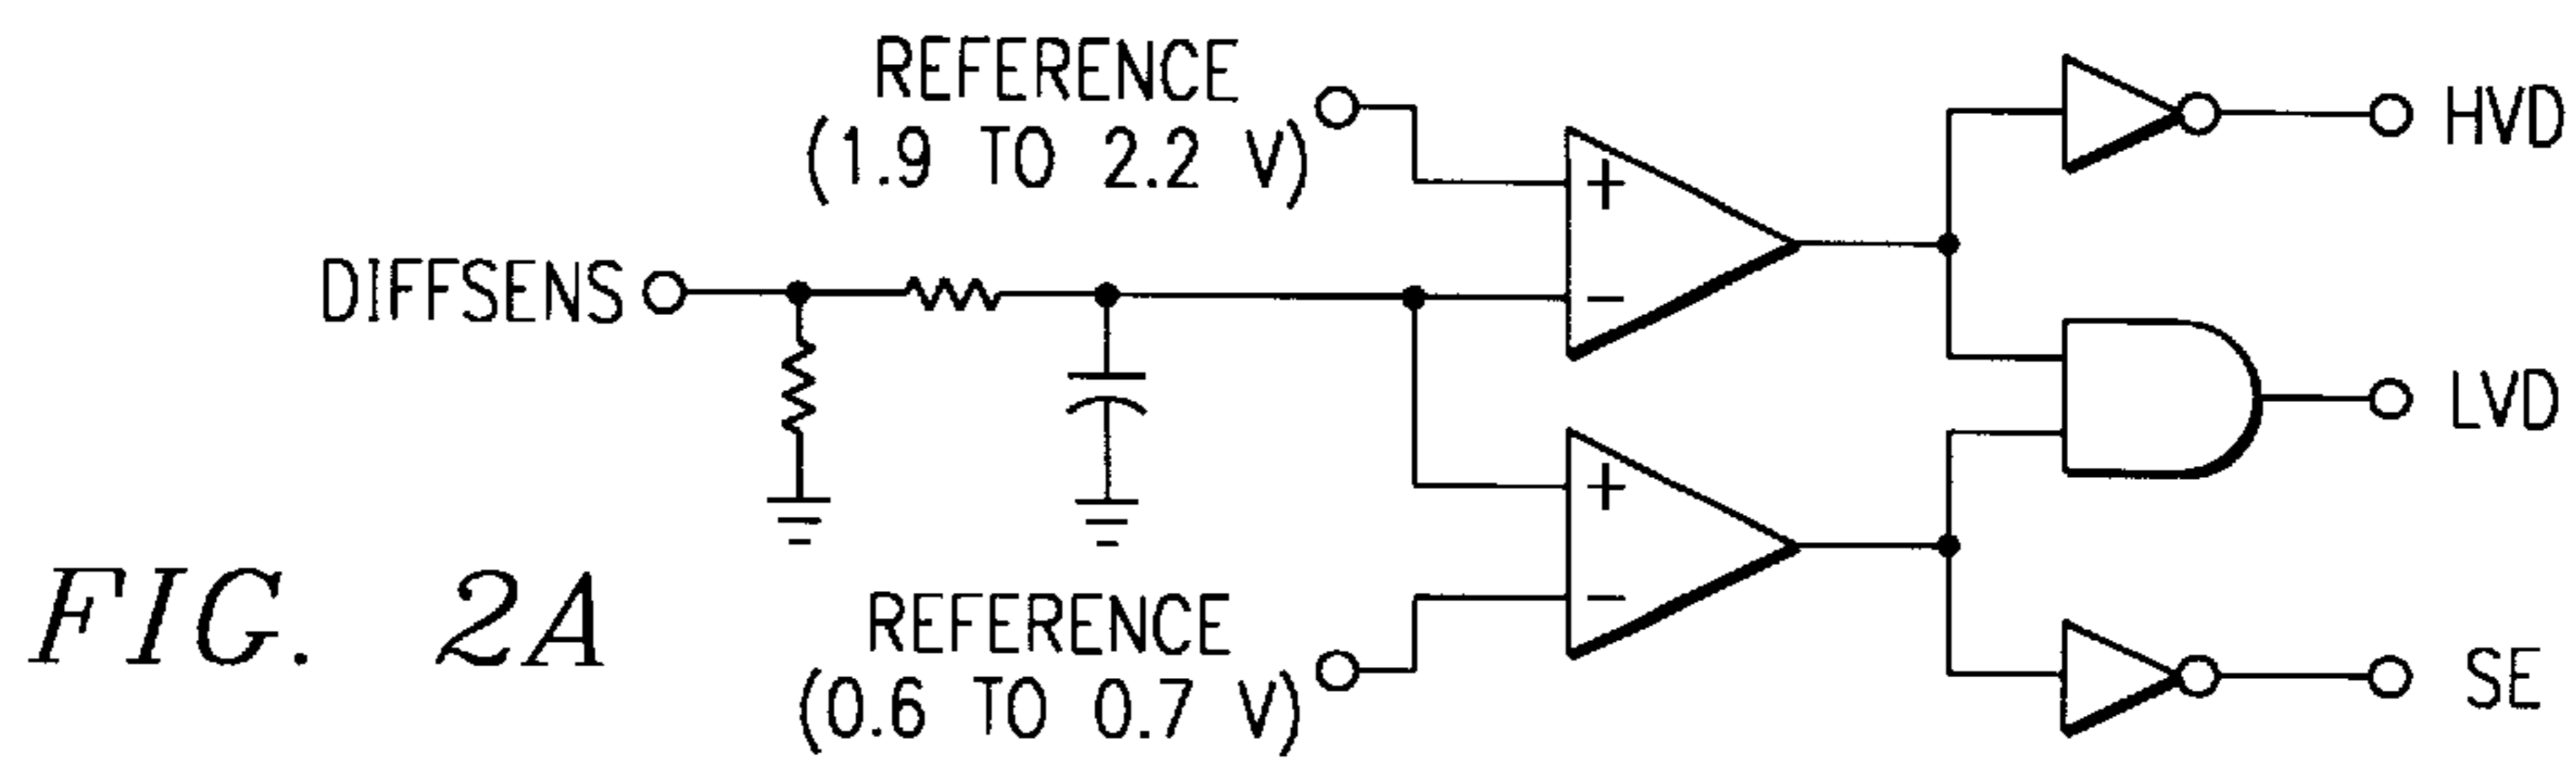 REFERENCE
(1.9 TO 2.2 V)
HVD
+
−
DIFFSENS
LVD
+
−
REFERENCE
(0.6 TO 0.7 V)
SE
FIG. 2A